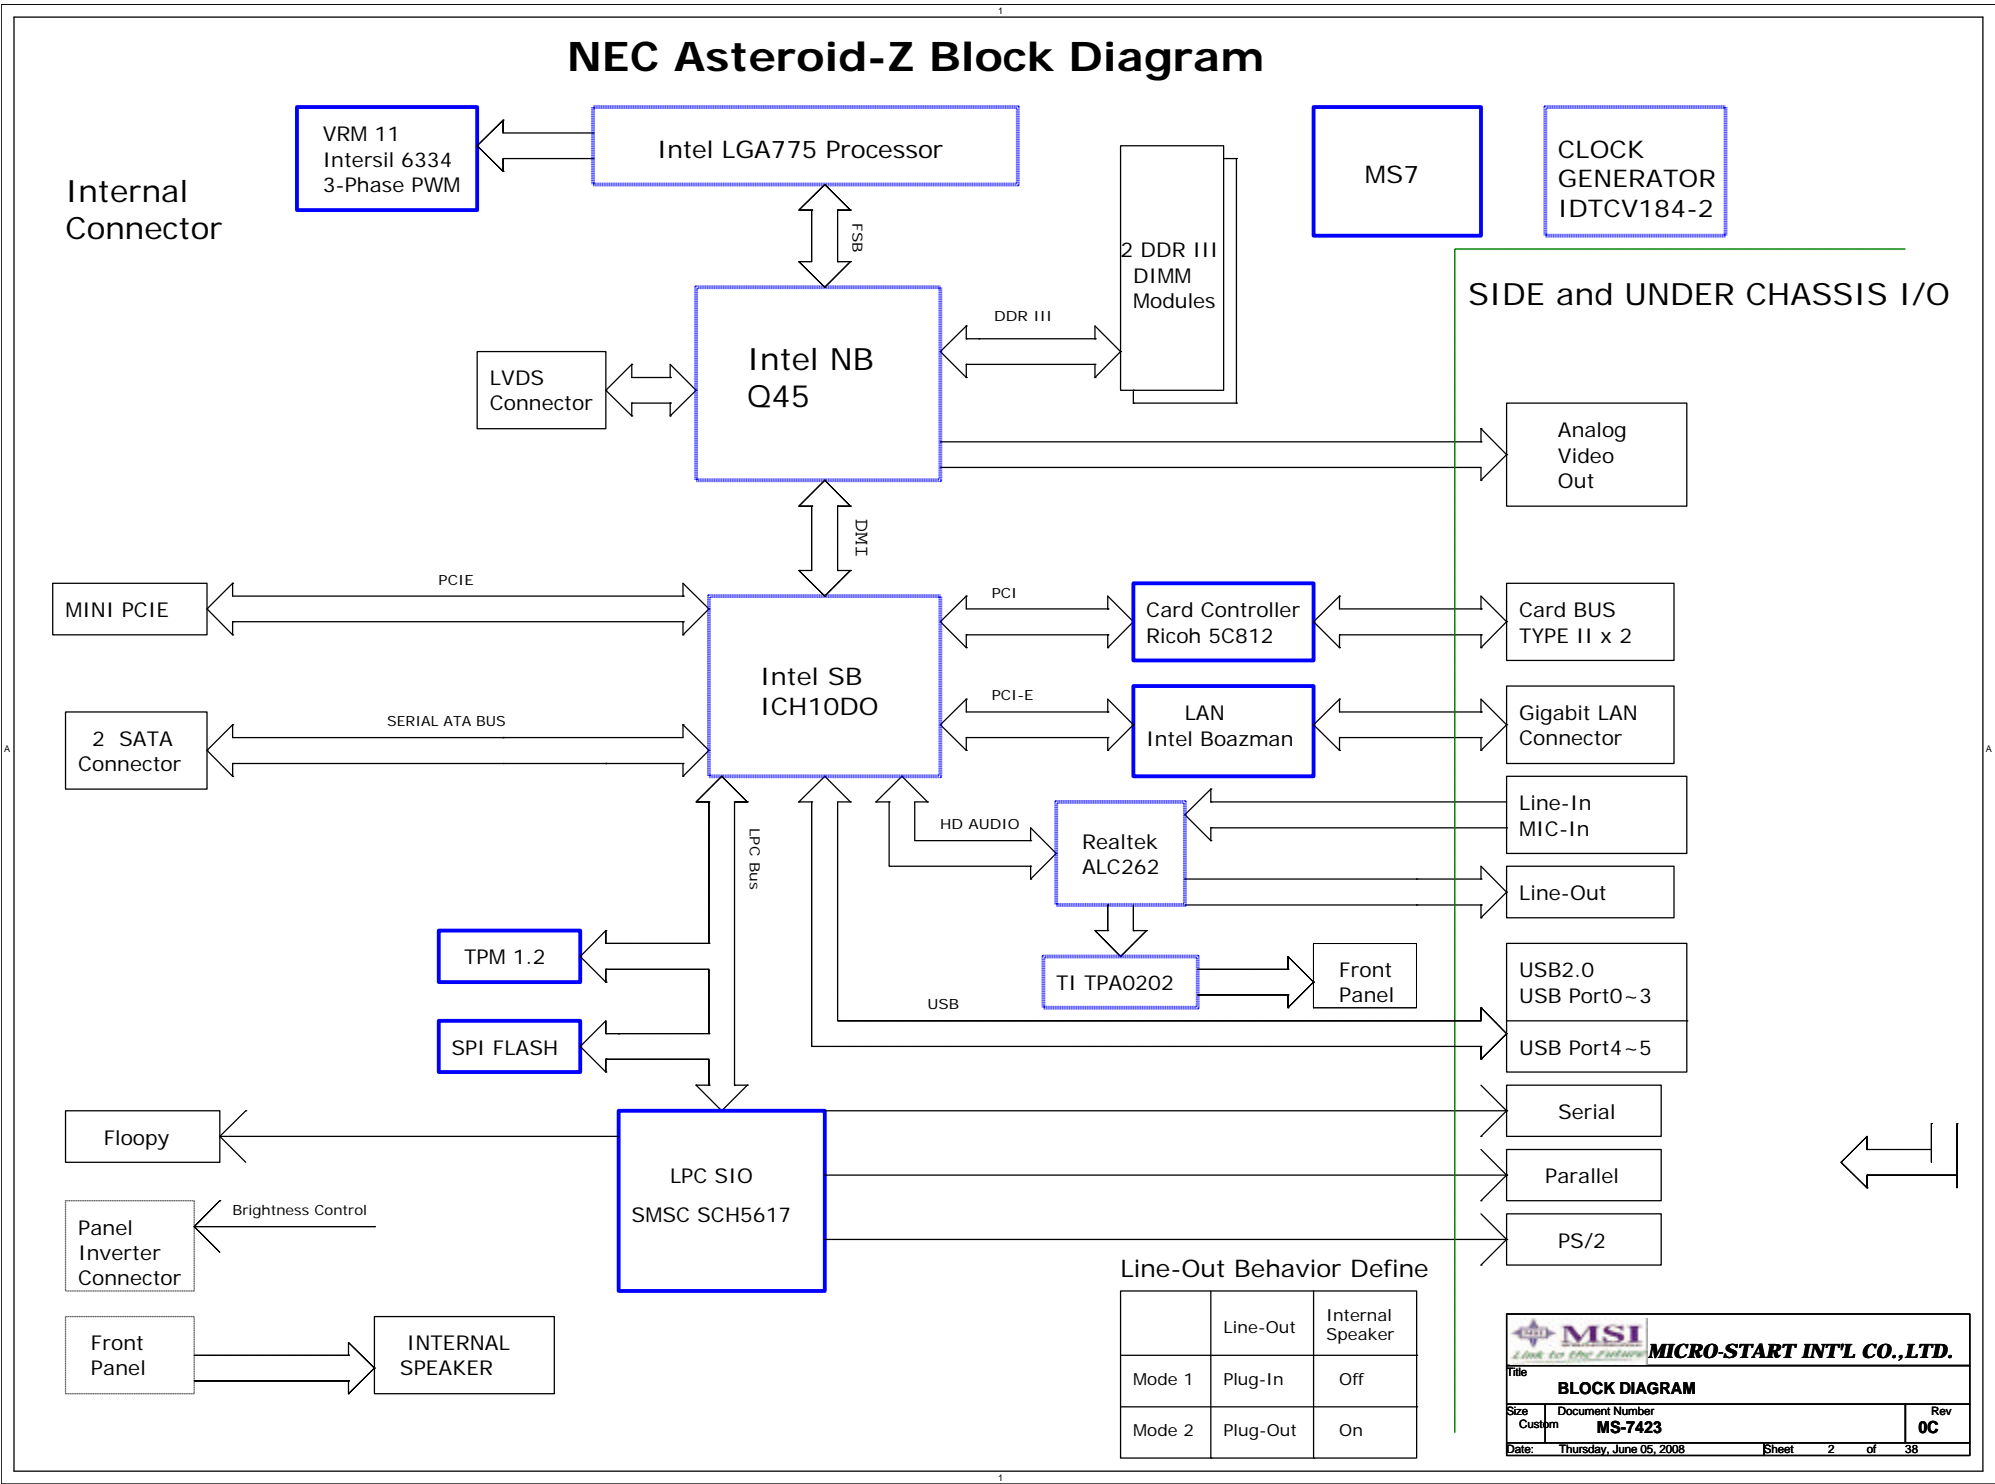 1
NEC Asteroid-Z Block Diagram
VRM 11
Intersil 6334
3-Phase PWM
Intel LGA775 Processor
MS7
CLOCK
GENERATOR
IDTCV184-2
Internal
Connector
FSB
2 DDR III
DIMM
Modules
SIDE and UNDER CHASSIS I/O
DDR III
Intel NB
Q45
LVDS
Connector
Analog
Video
Out
DMI
MINI PCIE
PCIE
PCI
Card Controller
Ricoh 5C812
Card BUS
TYPE II x 2
Intel SB
ICH10DO
PCI-E
LAN
Intel Boazman
Gigabit LAN
Connector
2 SATA
Connector
SERIAL ATA BUS
A
A
Line-In
MIC-In
HD AUDIO
Realtek
ALC262
LPC Bus
Line-Out
TPM 1.2
TI TPA0202
Front
Panel
USB2.0
USB Port0~3
USB
USB Port4~5
SPI FLASH
Floopy
Serial
LPC SIO
SMSC SCH5617
Parallel
Brightness Control
Panel
Inverter
Connector
PS/2
Line-Out Behavior Define
Line-Out
Internal
Speaker
Mode 1 Plug-In Off
Mode 2 Plug-Out On
Front
Panel
INTERNAL
SPEAKER
MSI
MSI
Link to the Future
MICRO-START INT'L CO.,LTD.
Title
BLOCK DIAGRAM
Size Document Number Rev
Custom MS-7423 0C
Date: Thursday, June 05, 2008 Sheet 2 of 38
1